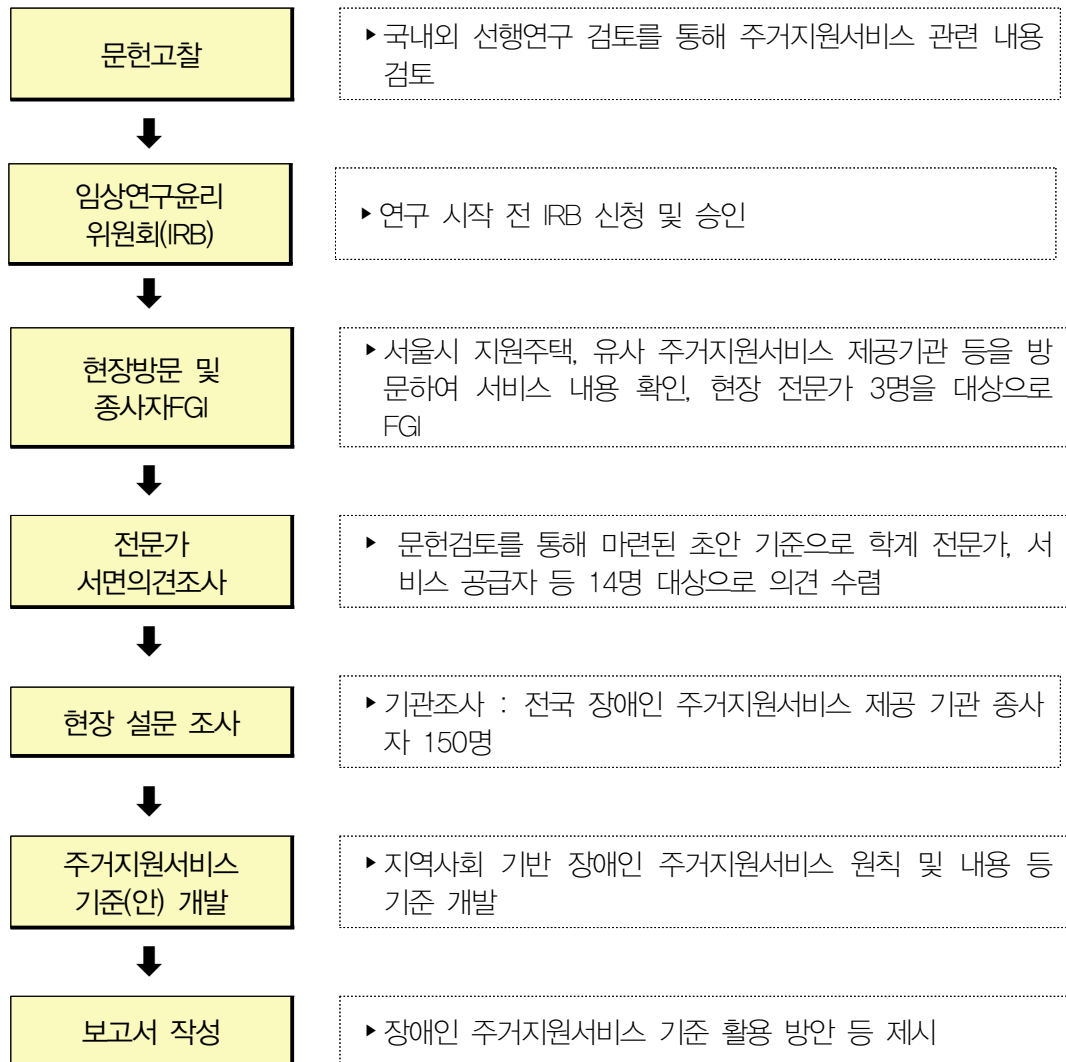 문헌고찰
▸국내외 선행연구 검토를 통해 주거지원서비스 관련 내용
검토
임상연구윤리
위원회(IRB)
▸연구 시작 전 IRB 신청 및 승인
현장방문 및
종사자FGI
▸서울시 지원주택, 유사 주거지원서비스 제공기관 등을 방
문하여 서비스 내용 확인, 현장 전문가 3명을 대상으로
FGI
전문가
서면의견조사
▸ 문헌검토를 통해 마련된 초안 기준으로 학계 전문가, 서
비스 공급자 등 14명 대상으로 의견 수렴
현장 설문 조사
▸기관조사 : 전국 장애인 주거지원서비스 제공 기관 종사
자 150명
주거지원서비스
기준(안) 개발
▸지역사회 기반 장애인 주거지원서비스 원칙 및 내용 등
기준 개발
보고서 작성
▸장애인 주거지원서비스 기준 활용 방안 등 제시